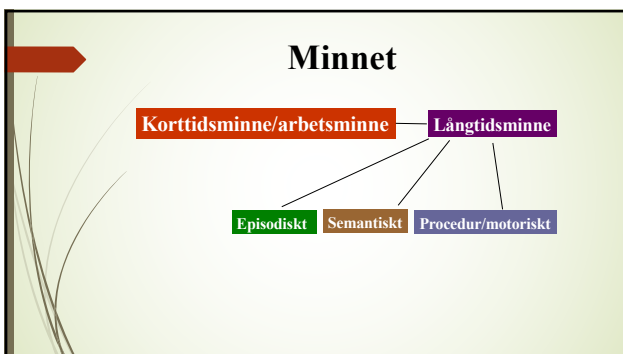 Minnet
Korttidsminne/arbetsminne
Långtidsminne
Episodiskt
Semantiskt
Procedur/motoriskt